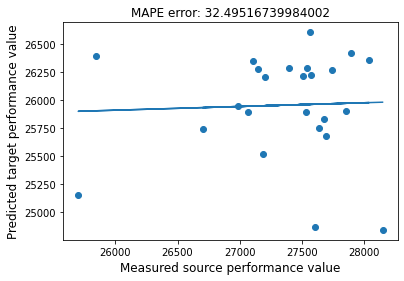 MAPE error: 32.49516739984002
26500
26250
26000
25750
25500
25250
25000
Predicted target performance value
26000 26500 27000 27500 28000
Measured source performance value